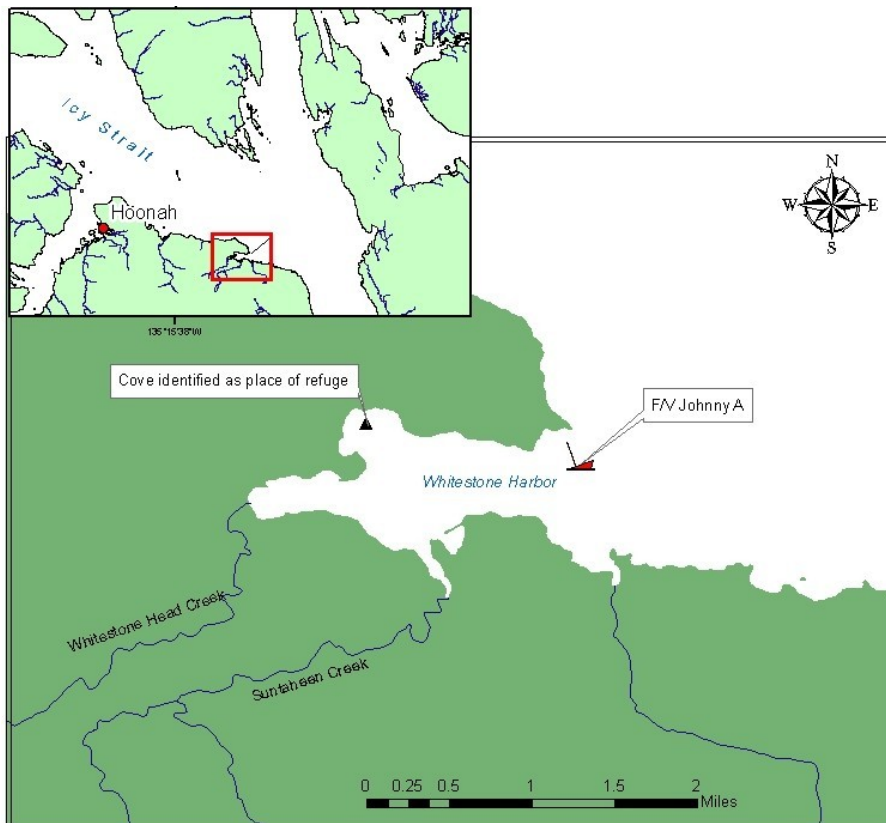 Icy Strait
Hoonah
135°15'38"W
N
W E
S
Cove identified as place of refuge
F/V Johnny A
Whitestone Harbor
Whitestone Head Creek
Suntaheen Creek
0 0.25 0.5 1 1.5 2
Miles